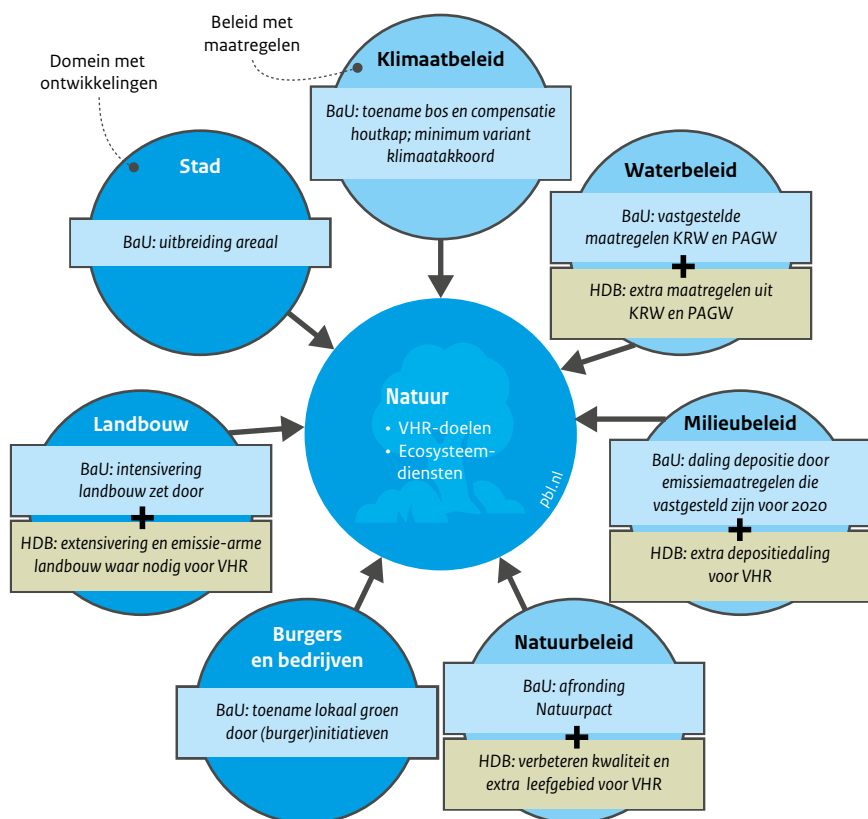 Beleid met
maatregelen
Domein met
ontwikkelingen
Klimaatbeleid
BaU: toename bos en compensatie
houtkap; minimum variant
klimaatakkoord
Stad
BaU: uitbreiding areaal
Waterbeleid
BaU: vastgestelde
maatregelen KRW en PAGW
+
HDB: extra maatregelen uit
KRW en PAGW
Natuur
• VHR-doelen
• Ecosysteem-
diensten
pbl.nl
Landbouw
BaU: intensivering
landbouw zet door
+
HDB: extensivering en emissie-arme
landbouw waar nodig voor VHR
Milieubeleid
BaU: daling depositie door
emissiemaatregelen die
vastgesteld zijn voor 2020
+
HDB: extra depositiedaling
voor VHR
Burgers
en bedrijven
BaU: toename lokaal groen
door (burger)initiatieven
Natuurbeleid
BaU: afronding
Natuurpact
+
HDB: verbeteren kwaliteit en
extra leefgebied voor VHR